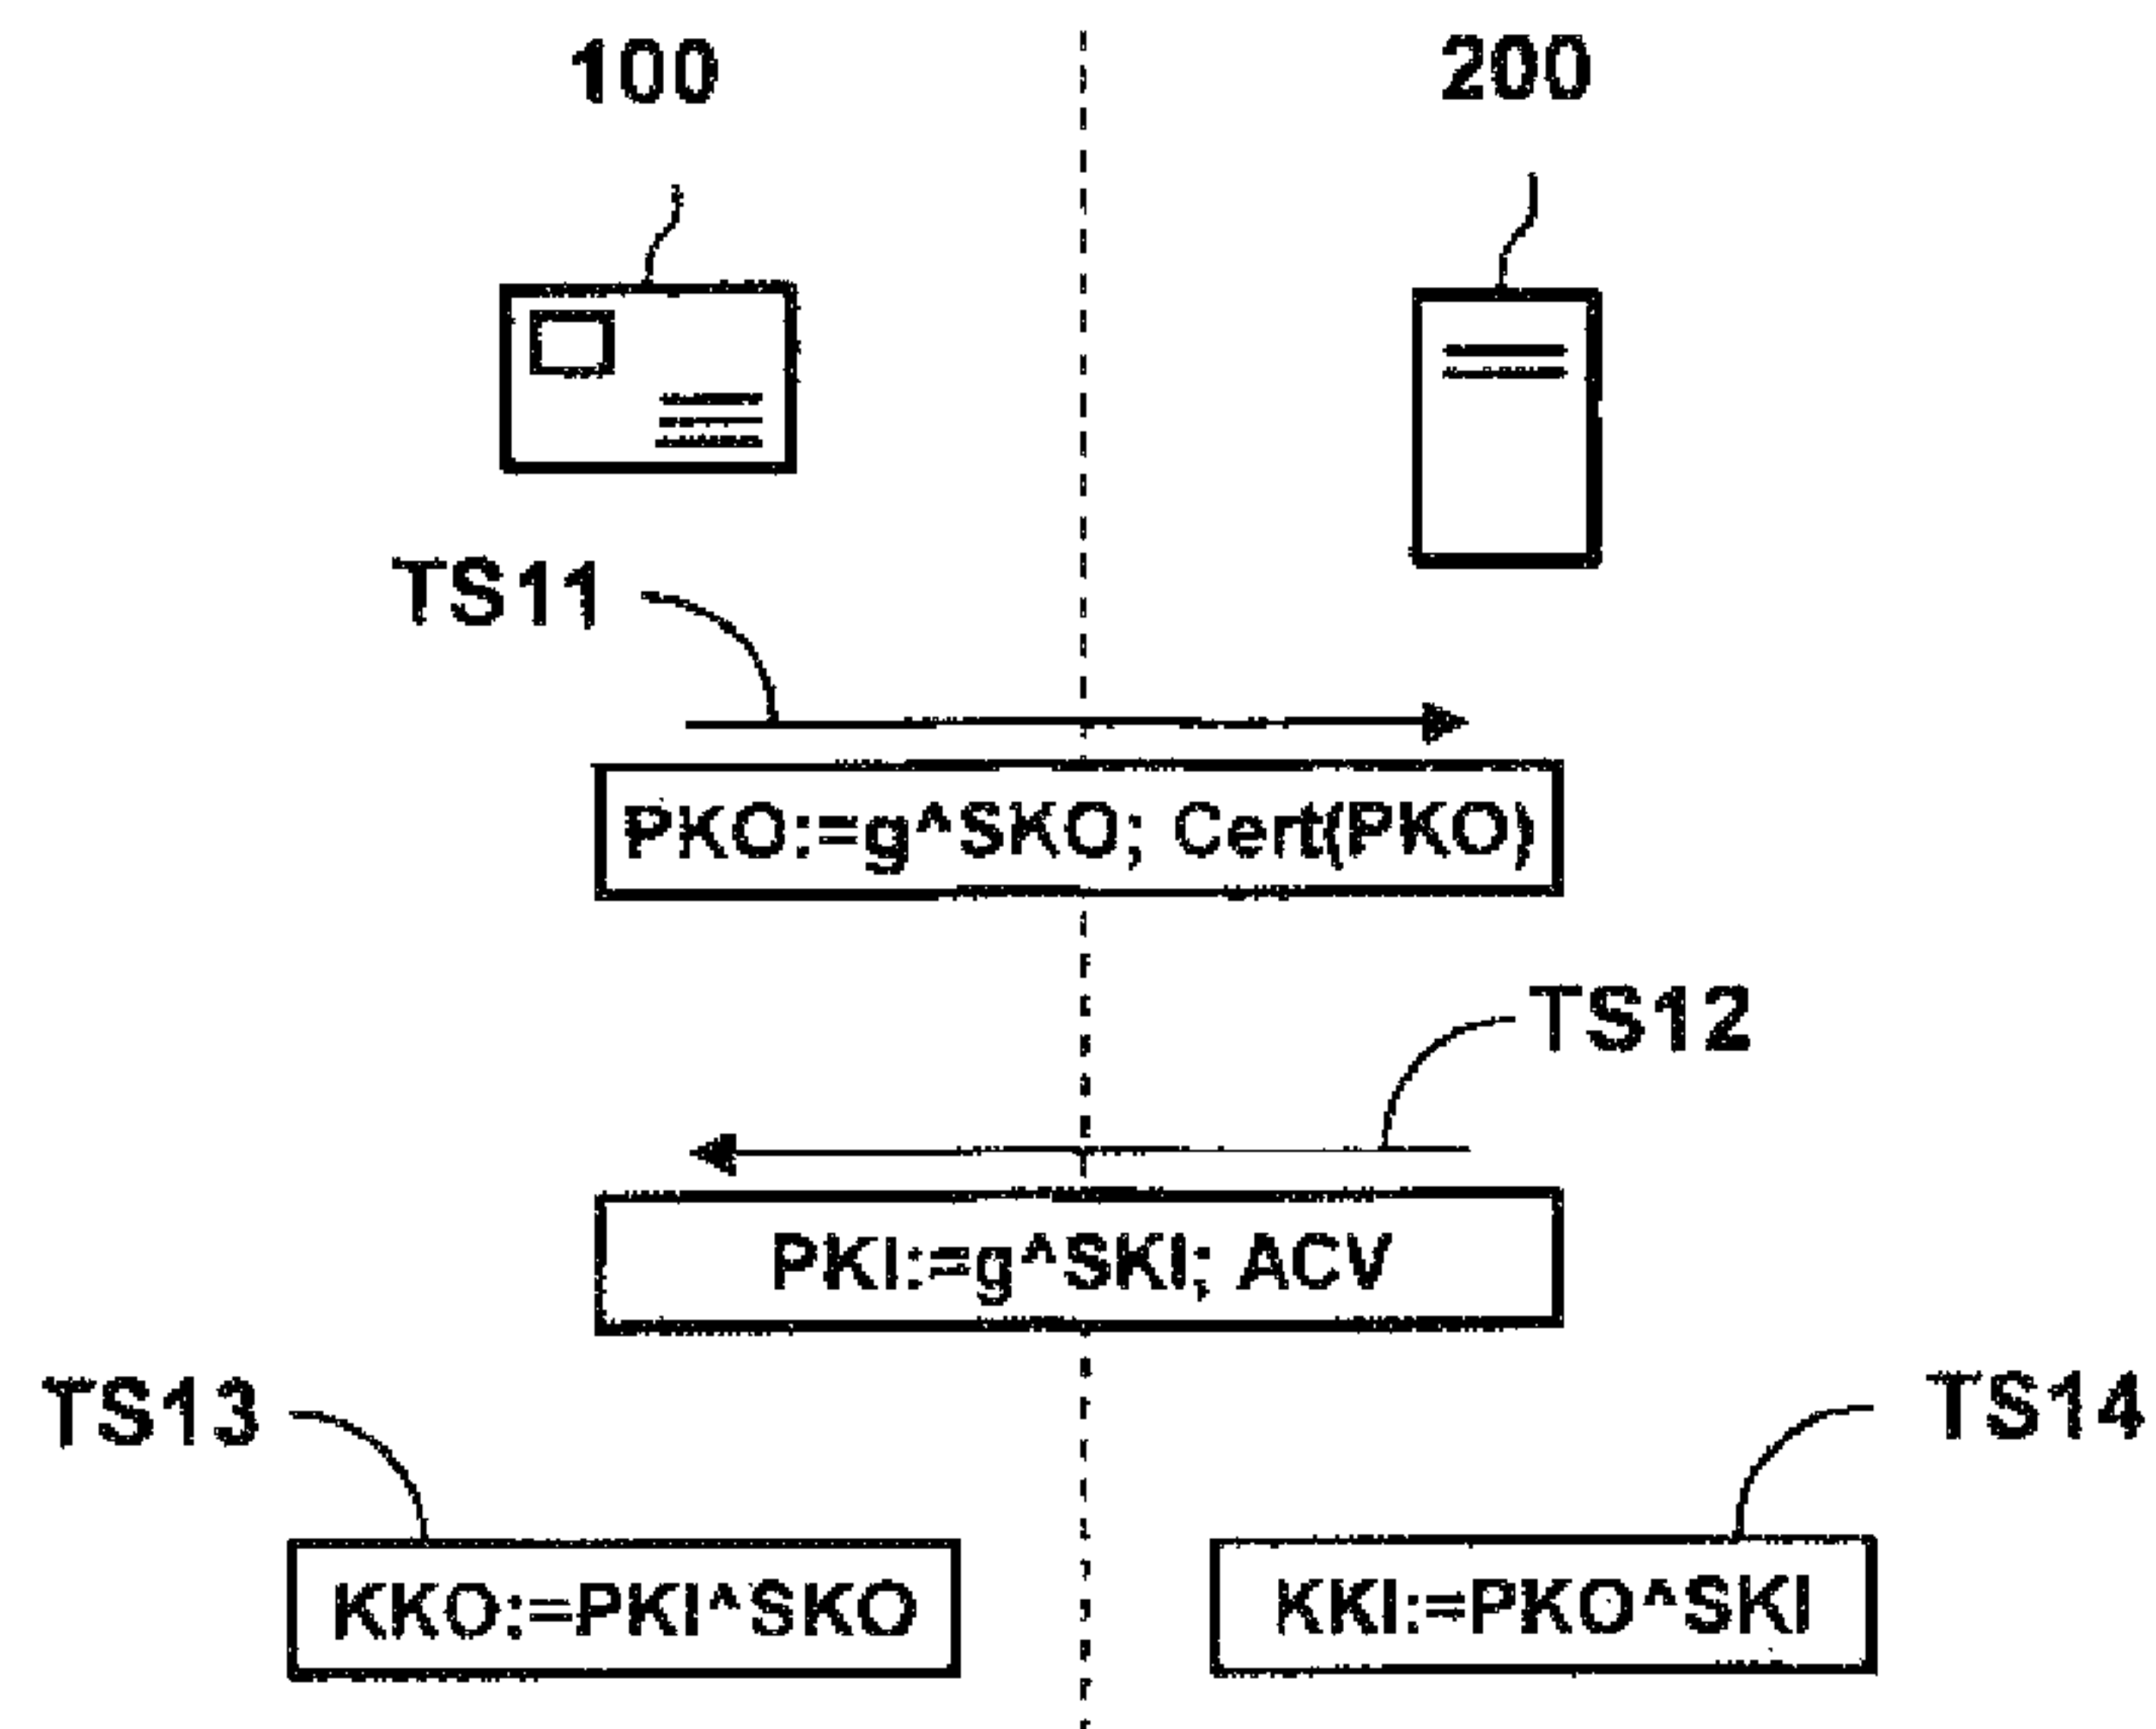 100
200
TS11
PKO:=g^SKO; Cert(PKO)
TS12
PKI:=g^SKI; ACV
TS13
TS14
KKO:=PKI^SKO
KKI:=PKO^SKI